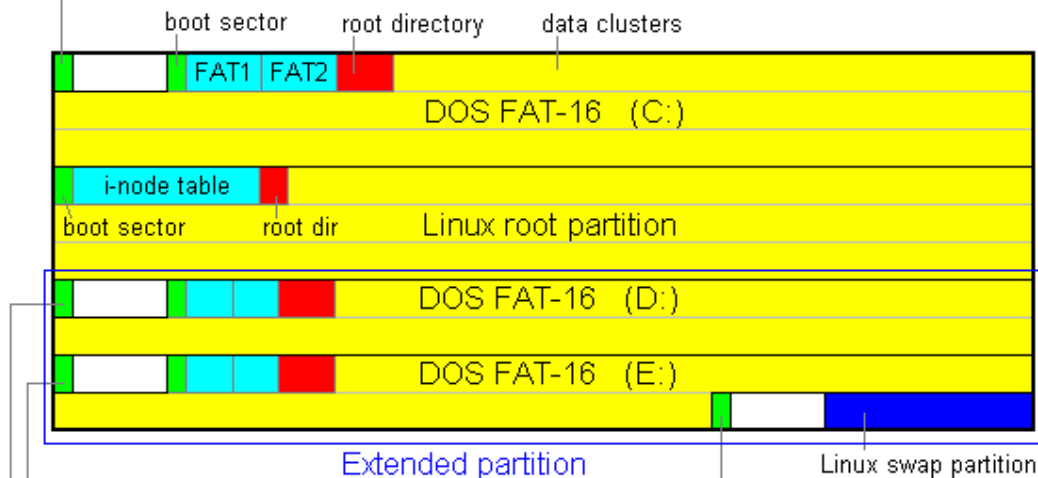 boot sector root directory data clusters
FAT1 FAT2
DOS FAT-16 (C:)
i-node table
boot sector root dir Linux root partition
DOS FAT-16 (D:)
DOS FAT-16 (E:)
Extended partition Linux swap partition